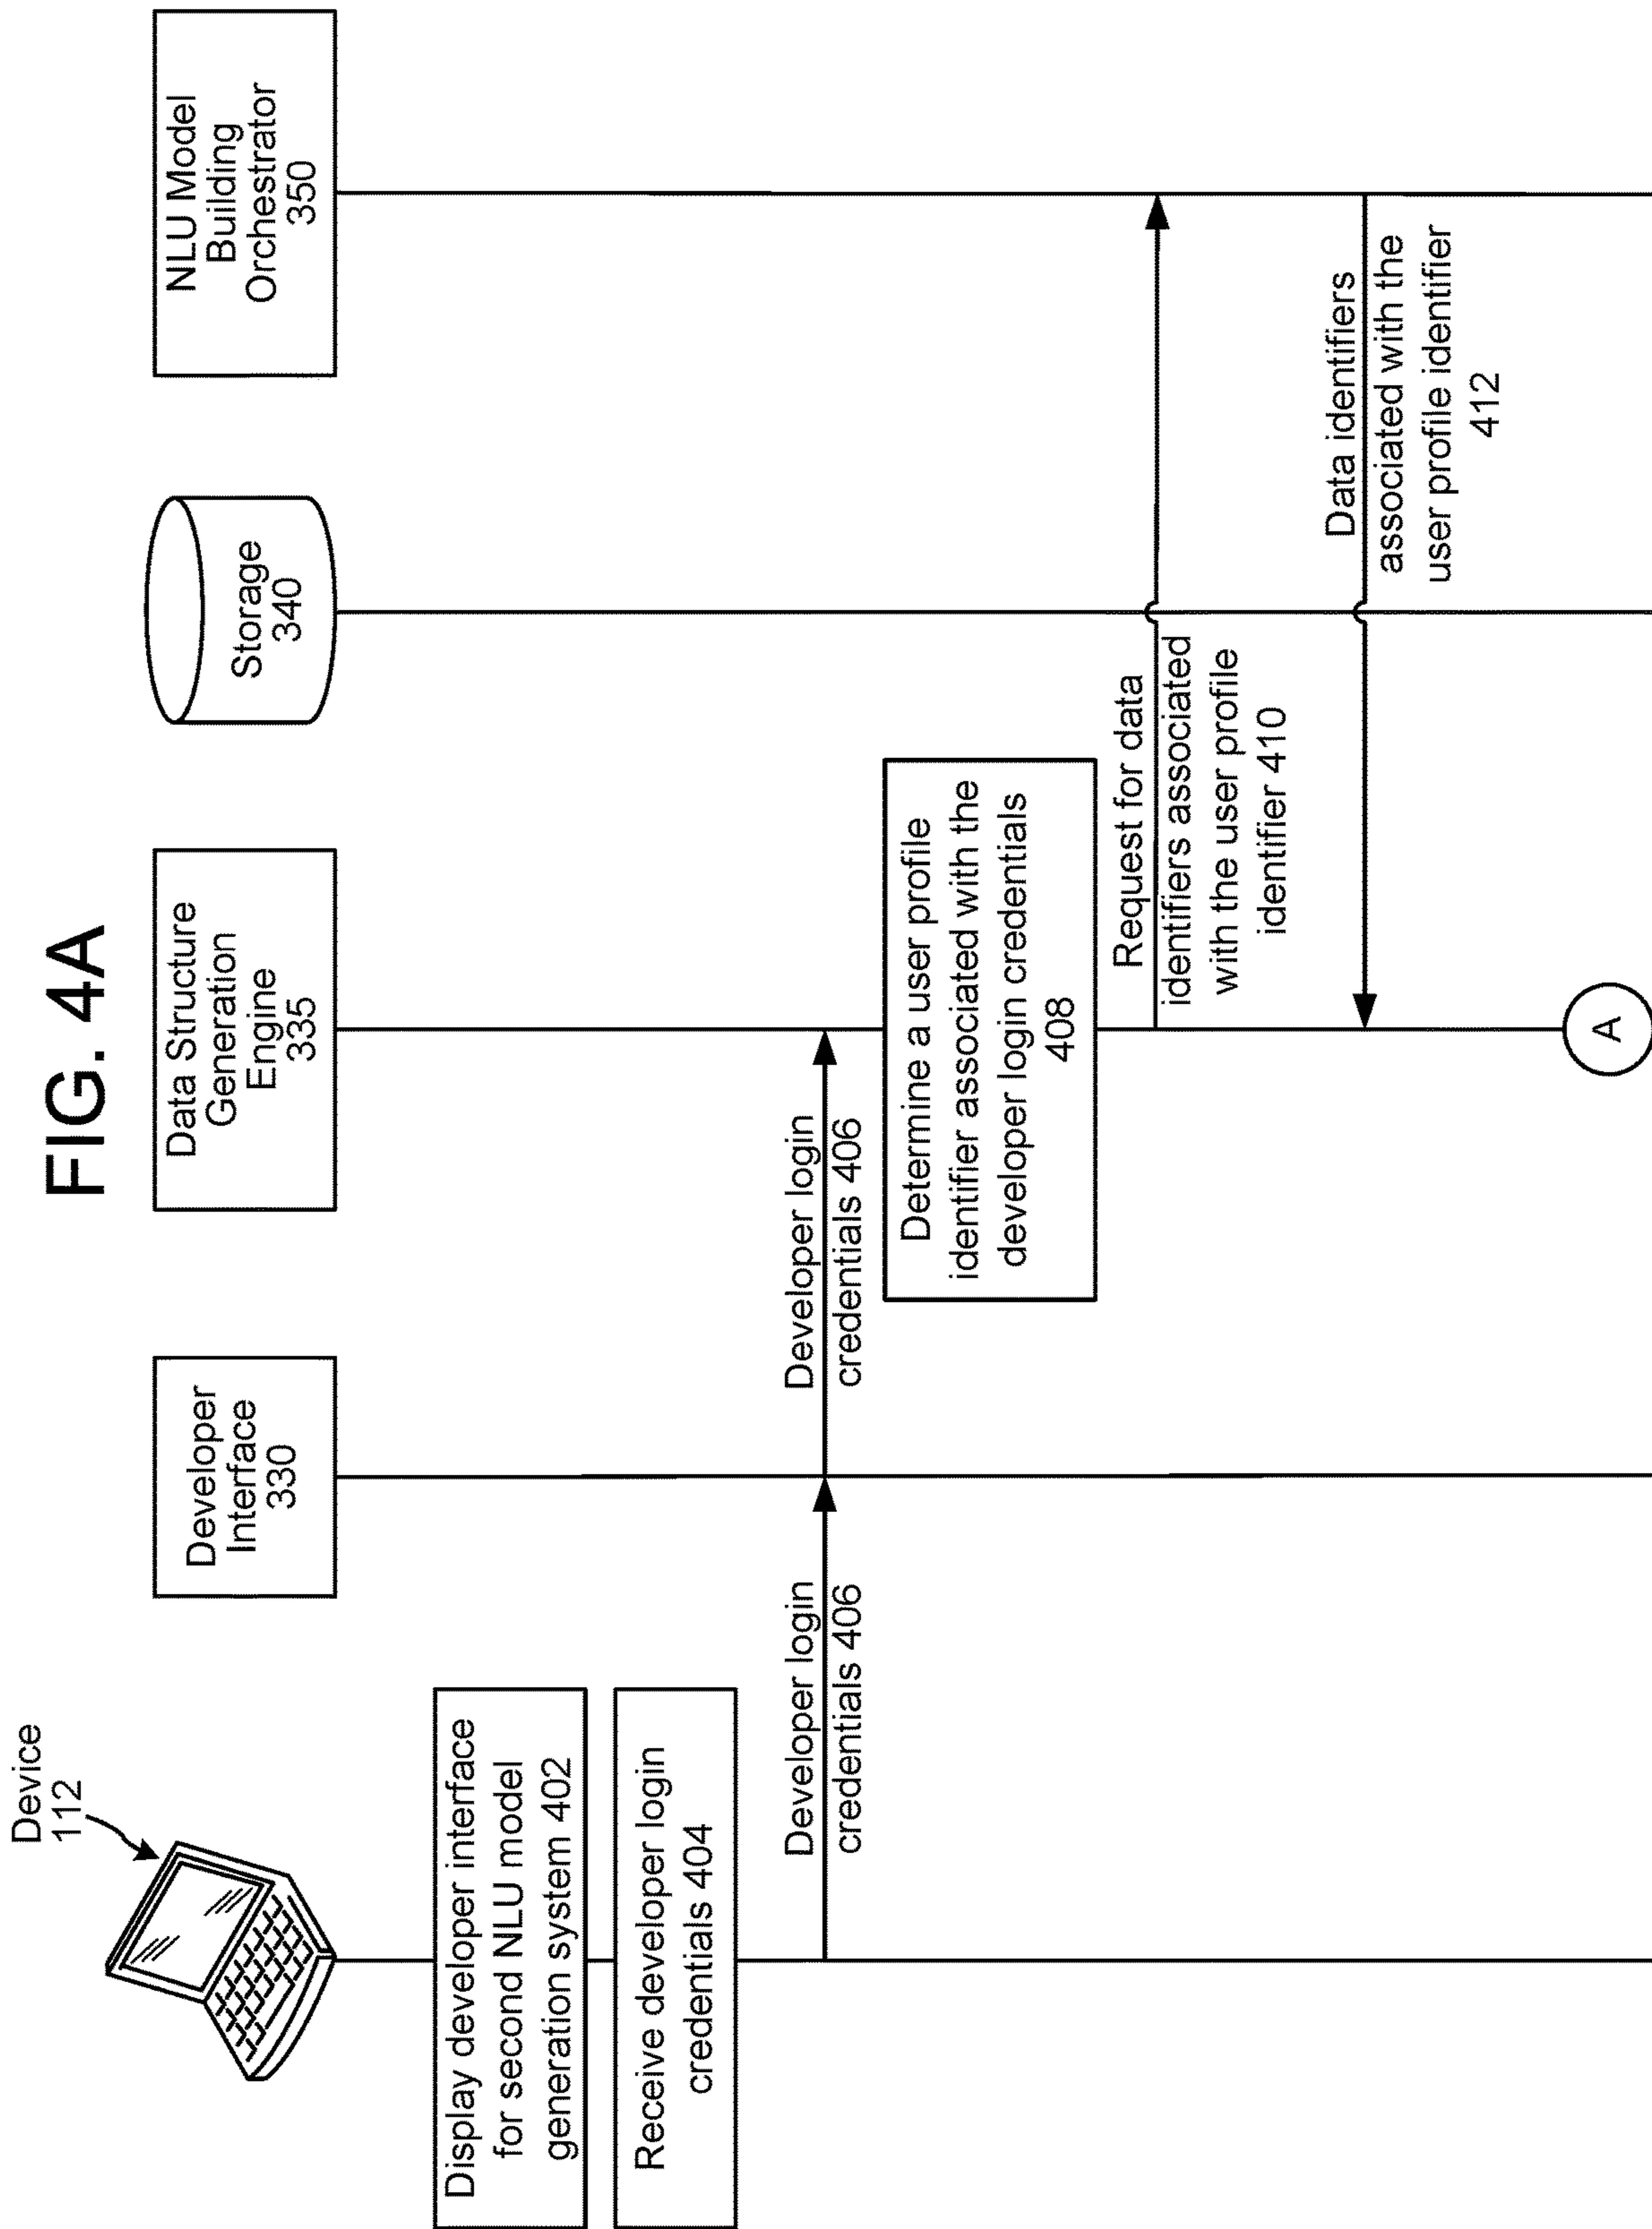 FIG. 4A
Device
112
Developer
Interface
330
Data Structure
Generation
Engine
335
Storage
340
NLU Model
Building
Orchestrator
350
Display developer interface
for second NLU model
generation system 402
Receive developer login
credentials 404
Developer login
credentials 406
Developer login
credentials 406
Determine a user profile
identifier associated with the
developer login credentials
408
Request for data
identifiers associated
with the user profile
identifier 410
Data identifiers
associated with the
user profile identifier
412
A